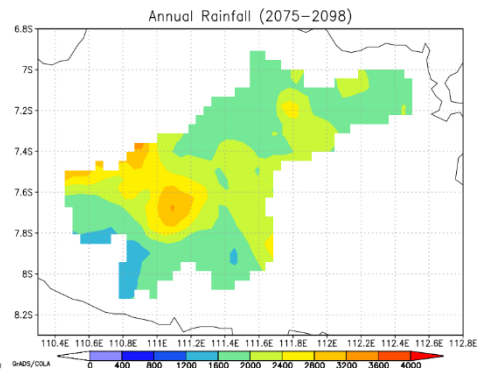 Annual Rainfall (2075−2098)
6.8S
7S
7.2S
7.4S
7.6S
7.8S
8S
8.2S
110.4E 110.6E 110.8E 111E 111.2E 111.4E 111.6E 111.8E 112E 112.2E 112.4E 112.6E 112.8E
GrADS/COLA
0 400 800 1200 1600 2000 2400 2800 3200 3600 4000